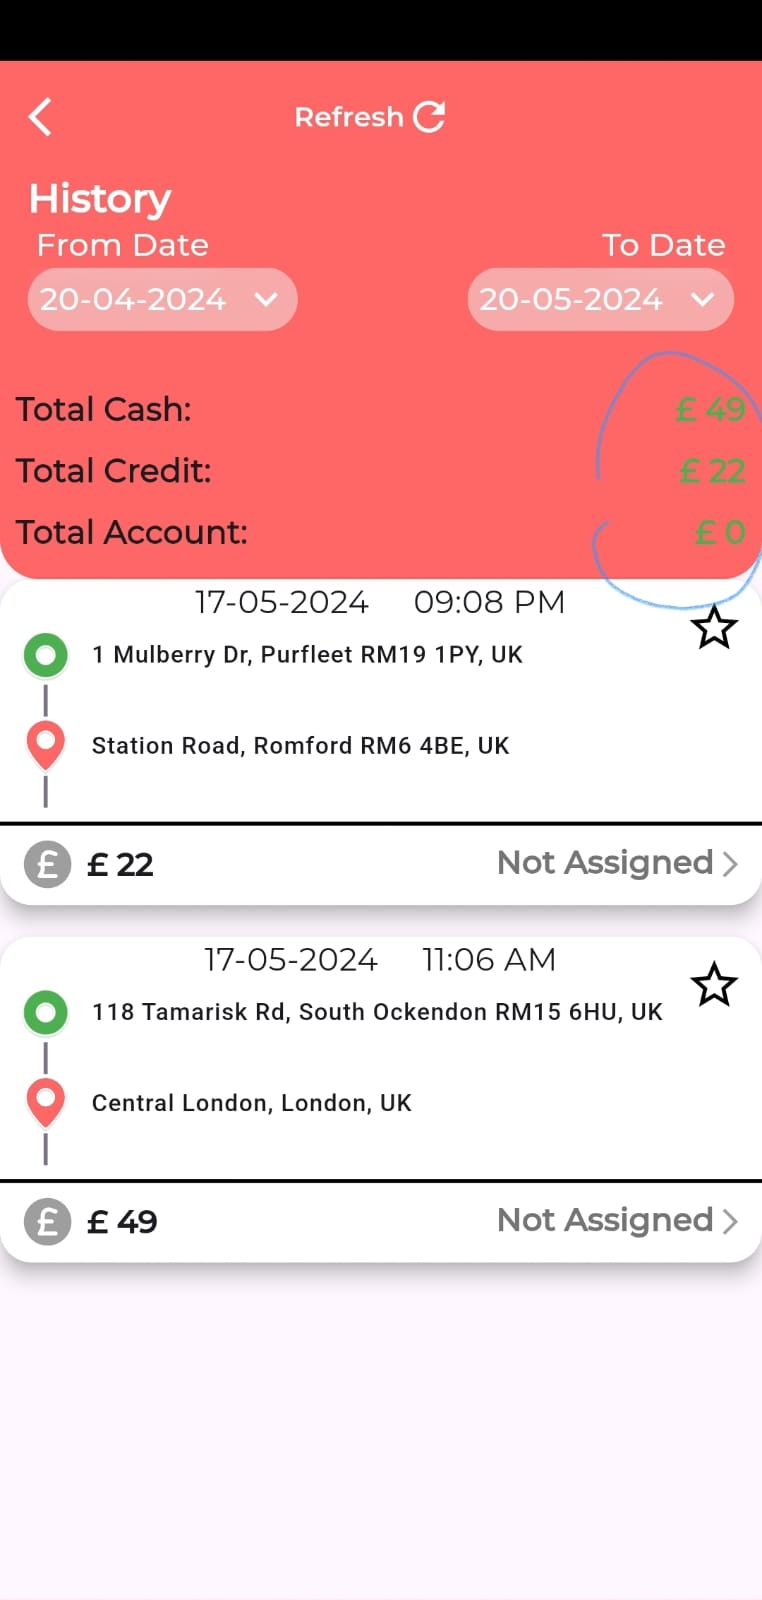 Refresh
History
From Date To Date
20-04-2024 20-05-2024
Total Cash: £ 49
Total Credit: £ 22
Total Account: £ 0
17-05-2024 09:08 PM
1 Mulberry Dr, Purfleet RM19 1PY, UK
Station Road, Romford RM6 4BE, UK
£ £ 22 Not Assigned
17-05-2024 11:06 AM
118 Tamarisk Rd, South Ockendon RM15 6HU, UK
Central London, London, UK
£ £ 49 Not Assigned